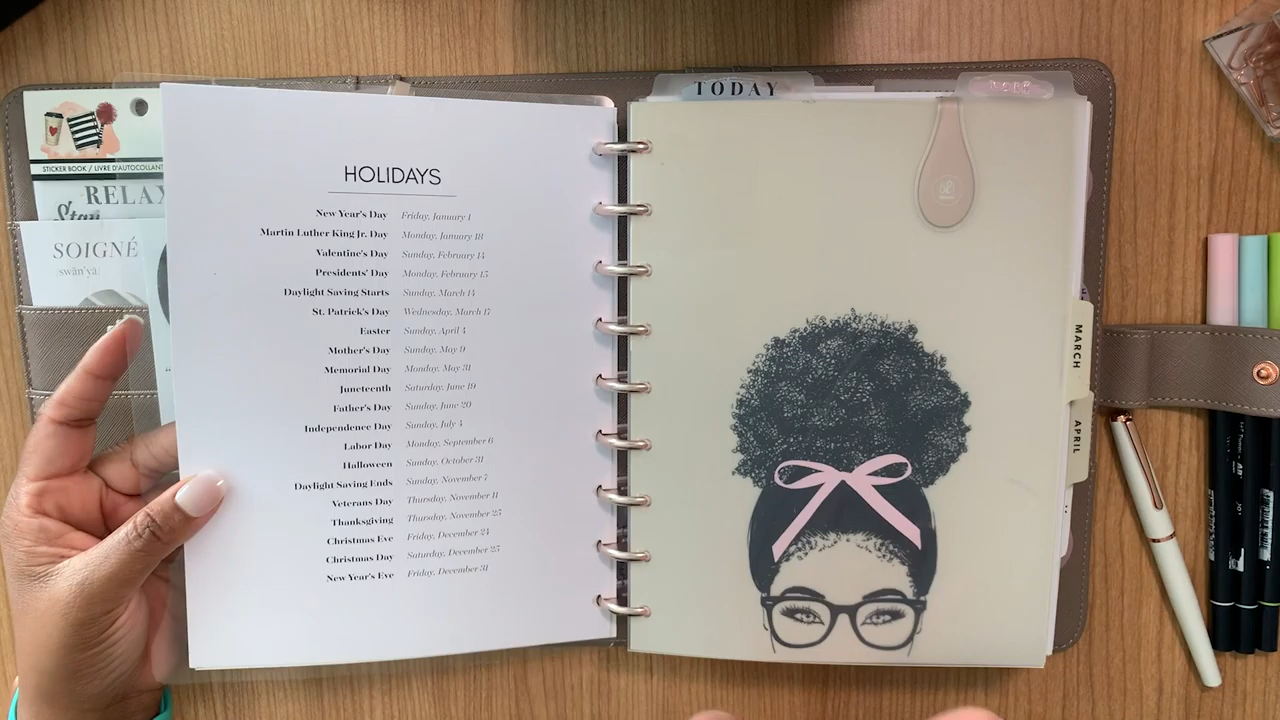 STICKER BOOK / LIVRE D'AUTOCOLLANT
RELAX
Stay
SOIGNÉ
/swän'yā/
HOLIDAYS
New Year's Day Friday, January 1
Martin Luther King Jr. Day Monday, January 18
Valentine's Day Sunday, February 14
Presidents' Day Monday, February 15
Daylight Saving Starts Sunday, March 14
St. Patrick's Day Wednesday, March 17
Easter Sunday, April 4
Mother's Day Sunday, May 9
Memorial Day Monday, May 31
Juneteenth Saturday, June 19
Father's Day Sunday, June 20
Independence Day Sunday, July 4
Labor Day Monday, September 6
Halloween Sunday, October 31
Daylight Saving Ends Sunday, November 7
Veterans Day Thursday, November 11
Thanksgiving Thursday, November 25
Christmas Eve Friday, December 24
Christmas Day Saturday, December 25
New Year's Eve Friday, December 31
TODAY
MARCH
APRIL